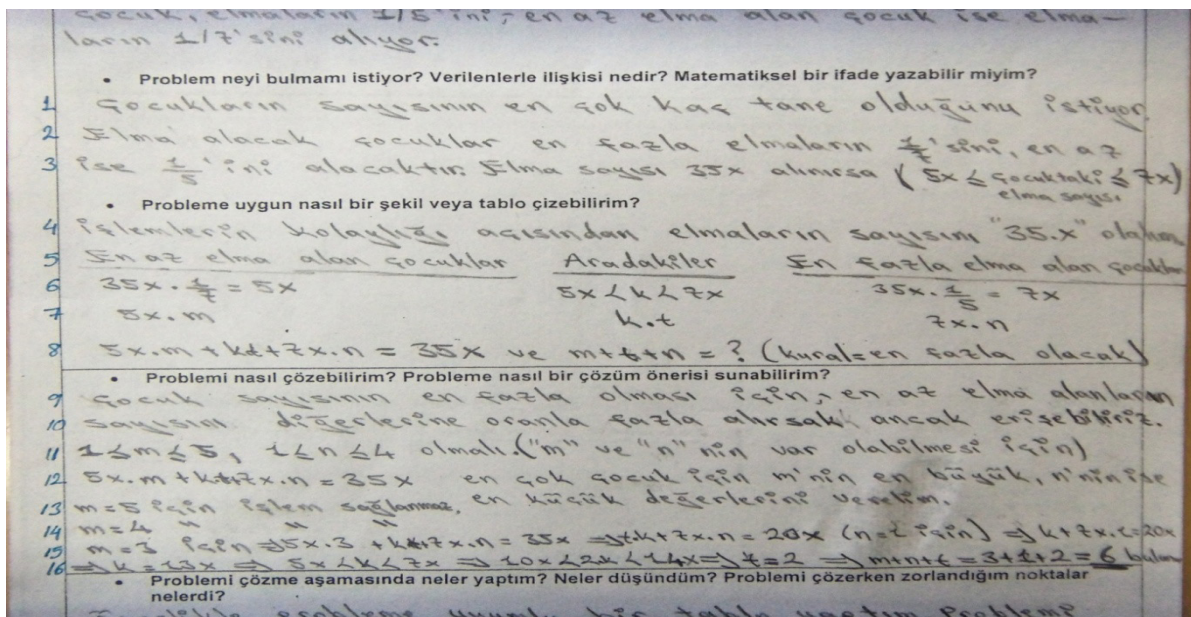 çocuk, elmaların 1/5'ini, en az elma alan çocuk ise elma-
ların 1/7'sini alıyor.
• Problem neyi bulmamı istiyor? Verilenlerle ilişkisi nedir? Matematiksel bir ifade yazabilir miyim?
1 Çocukların sayısının en çok kaç tane olduğunu istiyor.
2 Elma alacak çocuklar en fazla elmaların 1/7'sini, en az
3 ise 1/5'ini alacaktır. Elma sayısı 35x alınırsa (5x ≤ çocuktaki elma sayısı ≤ 7x)
• Probleme uygun nasıl bir şekil veya tablo çizebilirim?
4 İşlemlerin kolaylığı açısından elmaların sayısını "35.x" olalım.
5 En az elma alan çocuklar Aradakiler En fazla elma alan çocuklar
6 35x.1/7 = 5x 5x<k<7x 35x.1/5 = 7x
7 5x.m k.t 7x.n
8 5x.m + kt + 7x.n = 35x ve m+t+n = ? (kural=en fazla olacak)
• Problemi nasıl çözebilirim? Probleme nasıl bir çözüm önerisi sunabilirim?
9 Çocuk sayısının en fazla olması için, en az elma alanların
10 sayısını diğerlerine oranla fazla alırsak ancak erişebiliriz.
11 1≤m≤5, 1≤n≤4 olmalı.("m" ve "n" nin var olabilmesi için)
12 5x.m + k.t+7x.n = 35x en çok çocuk için m'nin en büyük, n'nin ise
13 m=5 için işlem sağlanmaz, en küçük değerlerini verelim.
14 m=4 " " "
15 m=3 için ⇒ 5x.3 + kt+7x.n = 35x ⇒ t.k+7x.n = 20x (n=1 için) ⇒ k+7x.1=20x
16 ⇒ k=13x ⇒ 5x<k<7x ⇒ 10x<2k<14x ⇒ t=2 ⇒ m+n+t = 3+1+2 = 6
• Problemi çözme aşamasında neler yaptım? Neler düşündüm? Problemi çözerken zorlandığım noktalar
nelerdi?
probleme uygun bir tablo yaptım. Problemi